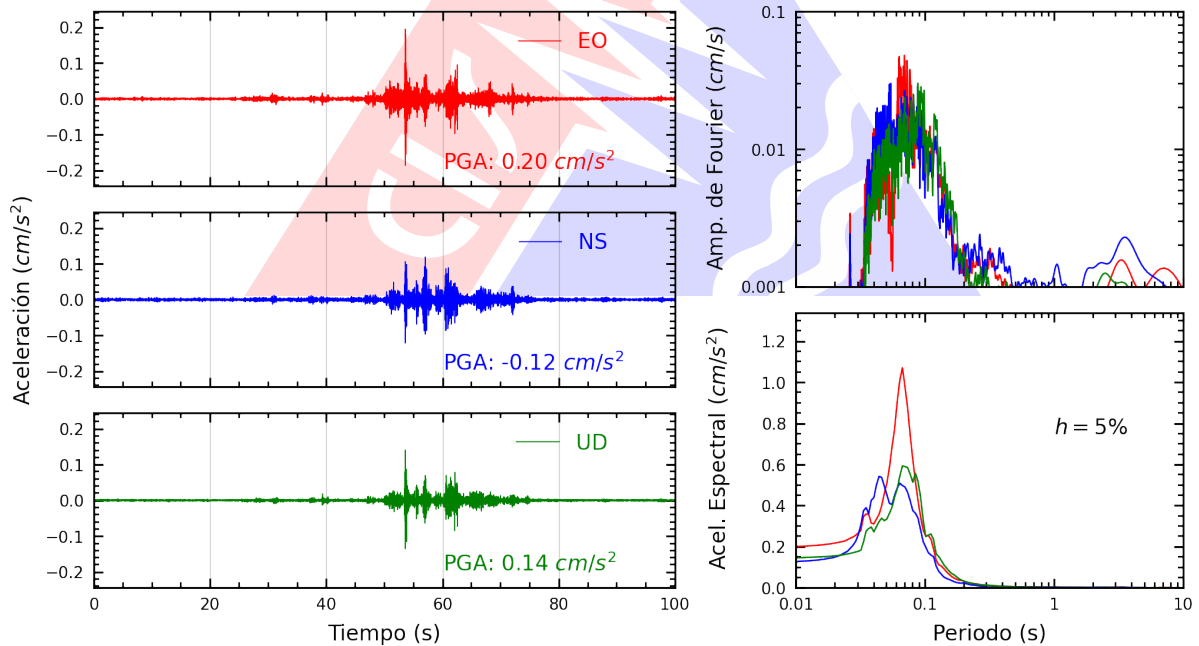 Aceleración (cm/s²)
0.2
0.1
0.0
−0.1
−0.2
EO
PGA: 0.20 cm/s²
0.2
0.1
0.0
−0.1
−0.2
NS
PGA: -0.12 cm/s²
0.2
0.1
0.0
−0.1
−0.2
UD
PGA: 0.14 cm/s²
0 20 40 60 80 100
Tiempo (s)
Amp. de Fourier (cm/s)
0.1
0.01
0.001
Acel. Espectral (cm/s²)
1.2
1.0
0.8
0.6
0.4
0.2
0.0
h = 5%
0.01 0.1 1 10
Periodo (s)